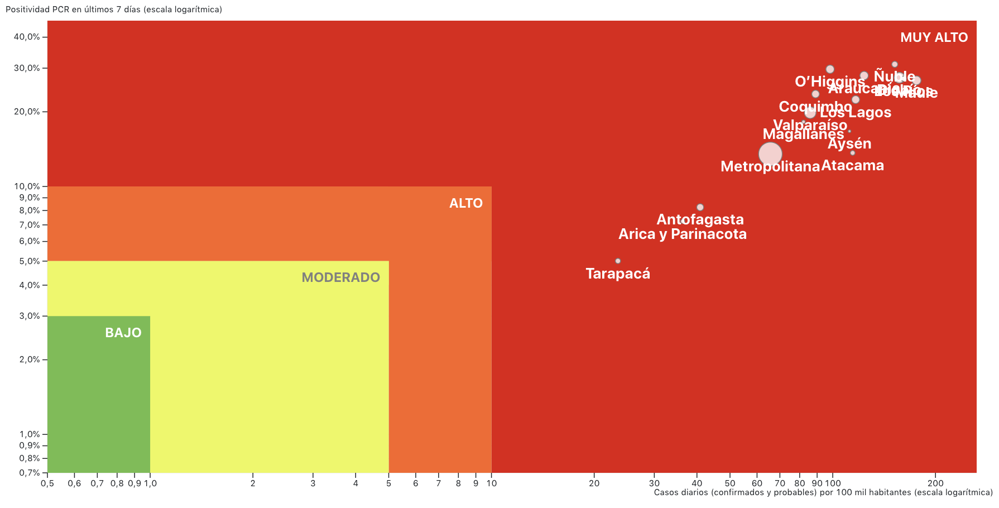 Positividad PCR en últimos 7 días (escala logarítmica)
40,0%
MUY ALTO
30,0%
O’Higgins
Ñuble
Araucanía
Biobío
Los Ríos
Maule
20,0%
Coquimbo
Los Lagos
Valparaíso
Magallanes
Aysén
Metropolitana
Atacama
10,0%
9,0%
ALTO
8,0%
7,0%
Antofagasta
Arica y Parinacota
6,0%
5,0%
Tarapacá
MODERADO
4,0%
3,0%
BAJO
2,0%
1,0%
0,9%
0,8%
0,7%
0,5 0,6 0,7 0,8 0,9 1,0 2 3 4 5 6 7 8 9 10 20 30 40 50 60 70 80 90 100 200
Casos diarios (confirmados y probables) por 100 mil habitantes (escala logarítmica)